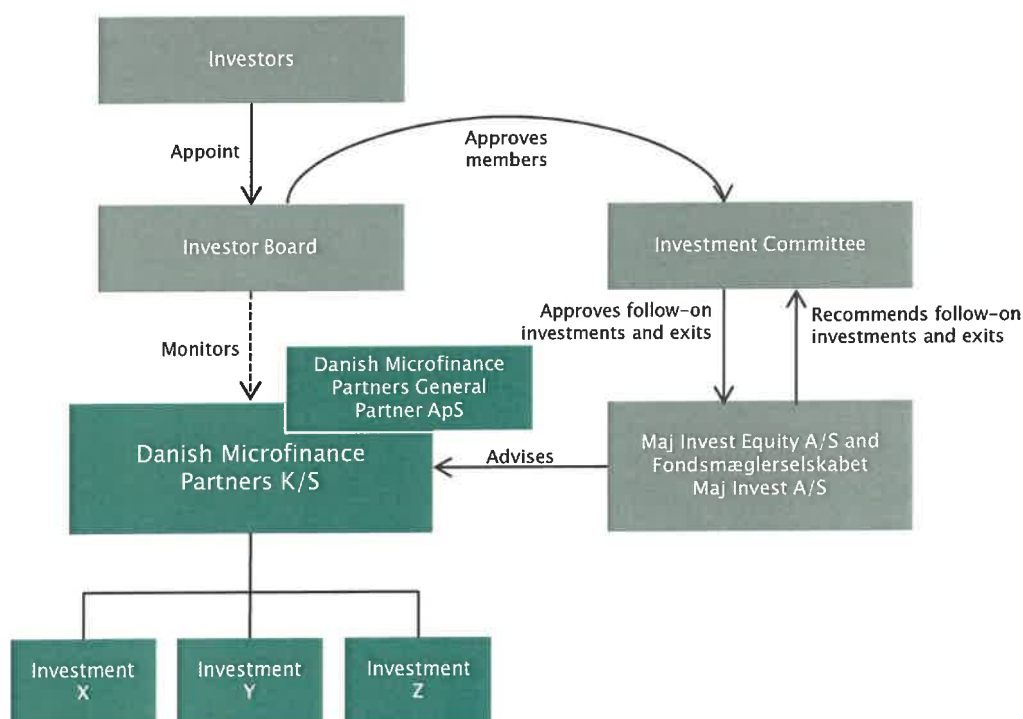 Investors
Appoint
Approves
members
Investor Board
Investment Committee
Monitors
Approves follow-on
investments and exits
Recommends follow-on
investments and exits
Danish Microfinance
Partners General
Partner ApS
Danish Microfinance
Partners K/S
Advises
Maj Invest Equity A/S and
Fondsmæglerselskabet
Maj Invest A/S
Investment
X
Investment
Y
Investment
Z